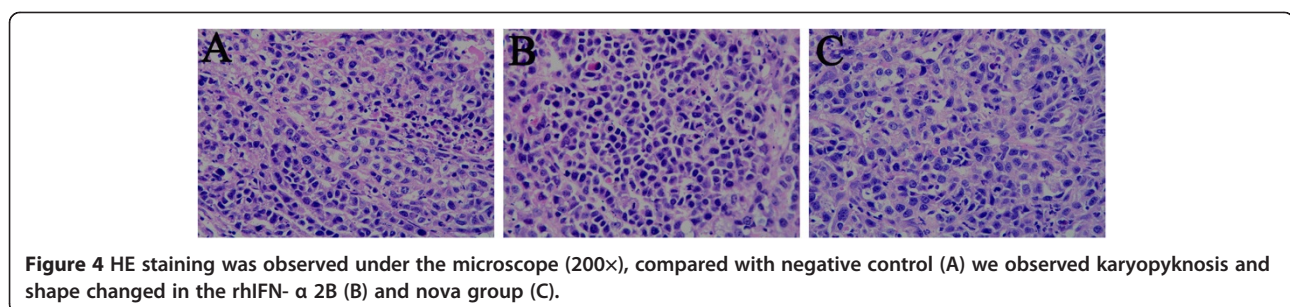 A B C
Figure 4 HE staining was observed under the microscope (200×), compared with negative control (A) we observed karyopyknosis and
shape changed in the rhIFN- α 2B (B) and nova group (C).